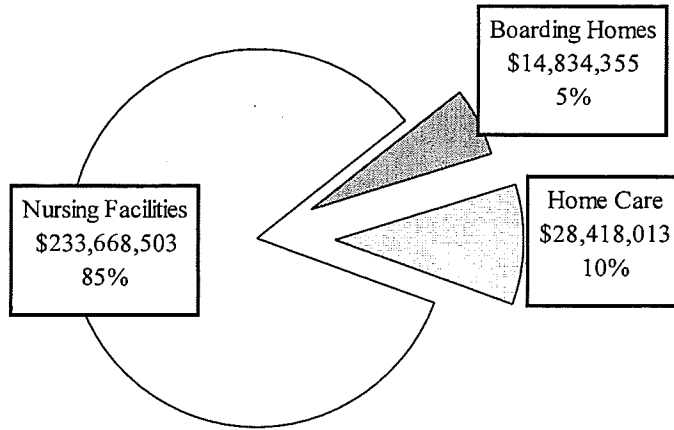 Boarding Homes
$14,834,355
5%
Nursing Facilities
$233,668,503
85%
Home Care
$28,418,013
10%